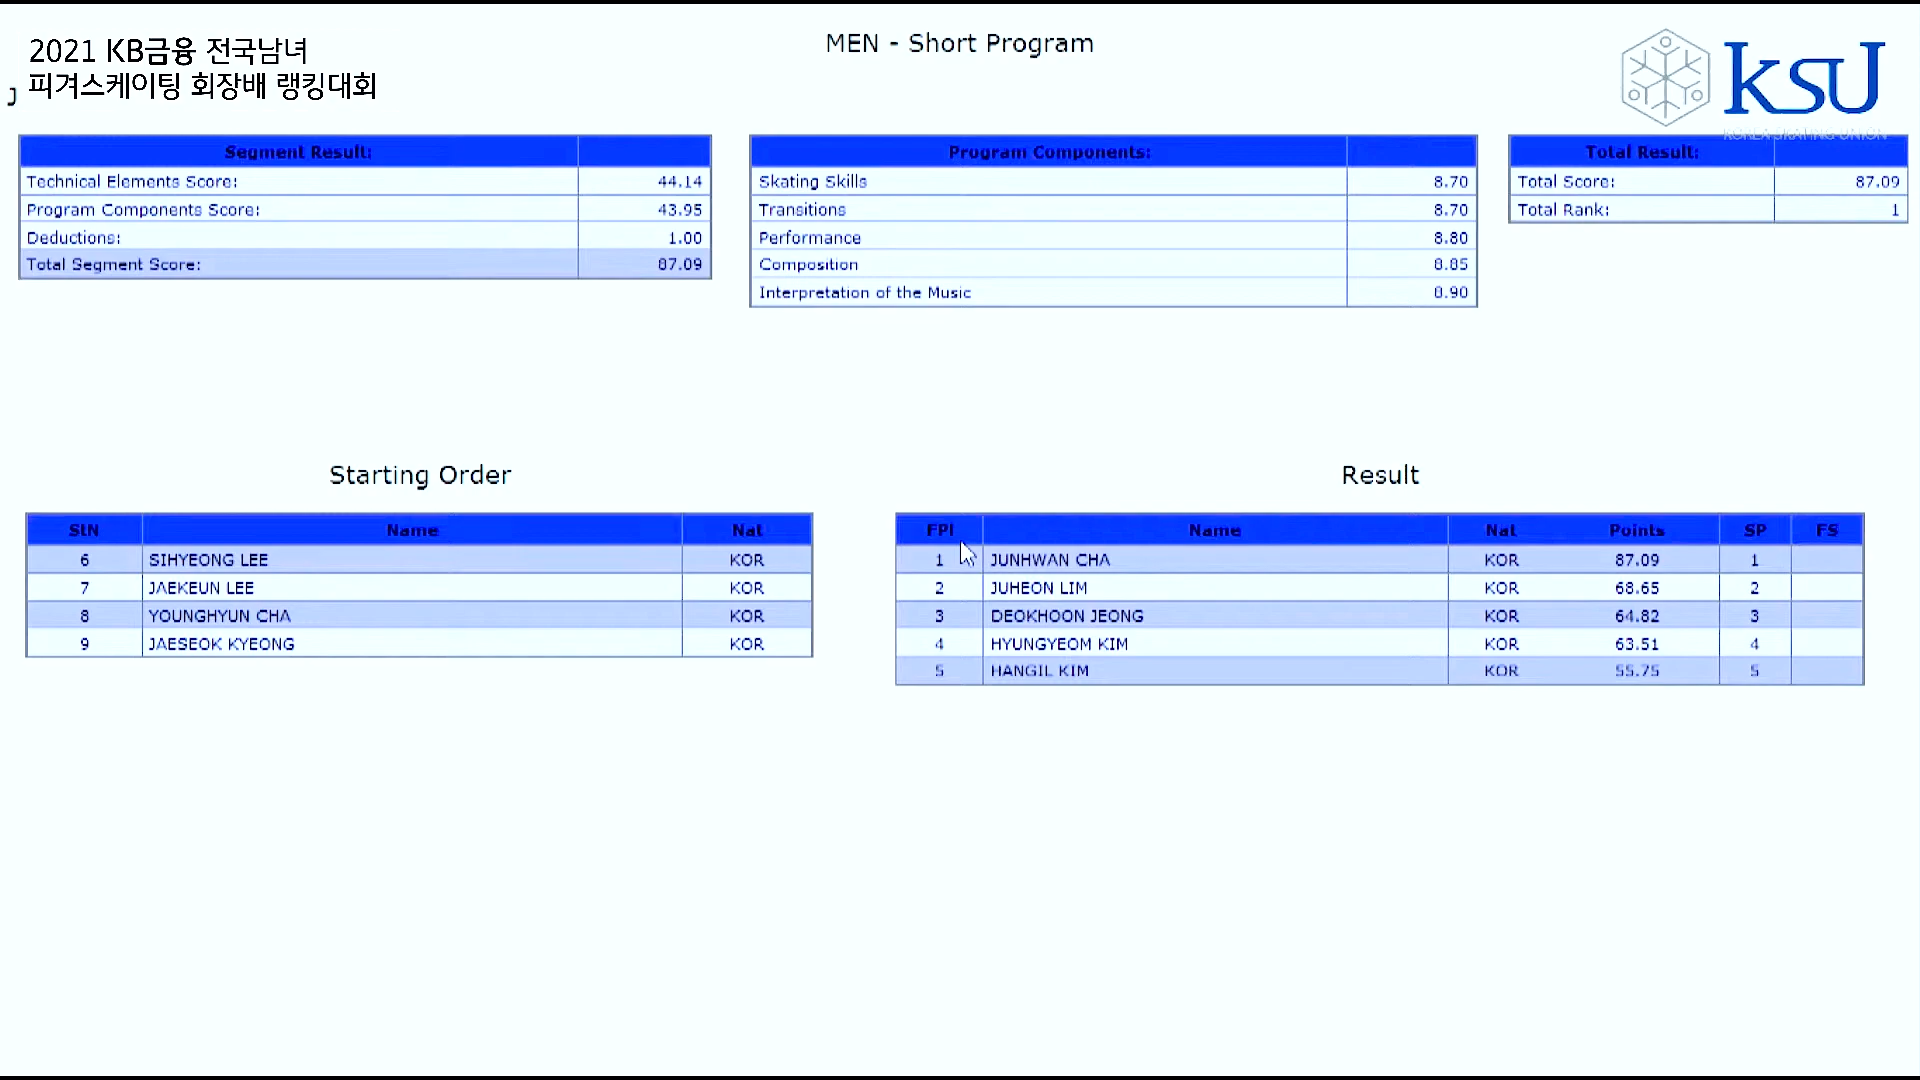 2021 KB금융 전국남녀
피겨스케이팅 회장배 랭킹대회
J
MEN - Short Program
KSU
KOREA SKATING UNION
Segment Result:
Technical Elements Score: 44.14
Program Components Score: 43.95
Deductions: 1.00
Total Segment Score: 87.09
Program Components:
Skating Skills 8.70
Transitions 8.70
Performance 8.80
Composition 8.85
Interpretation of the Music 8.90
Total Result:
Total Score: 87.09
Total Rank: 1
Starting Order
StN Name Nat
6 SIHYEONG LEE KOR
7 JAEKEUN LEE KOR
8 YOUNGHYUN CHA KOR
9 JAESEOK KYEONG KOR
Result
FPl Name Nat Points SP FS
1 JUNHWAN CHA KOR 87.09 1
2 JUHEON LIM KOR 68.65 2
3 DEOKHOON JEONG KOR 64.82 3
4 HYUNGYEOM KIM KOR 63.51 4
5 HANGIL KIM KOR 55.75 5